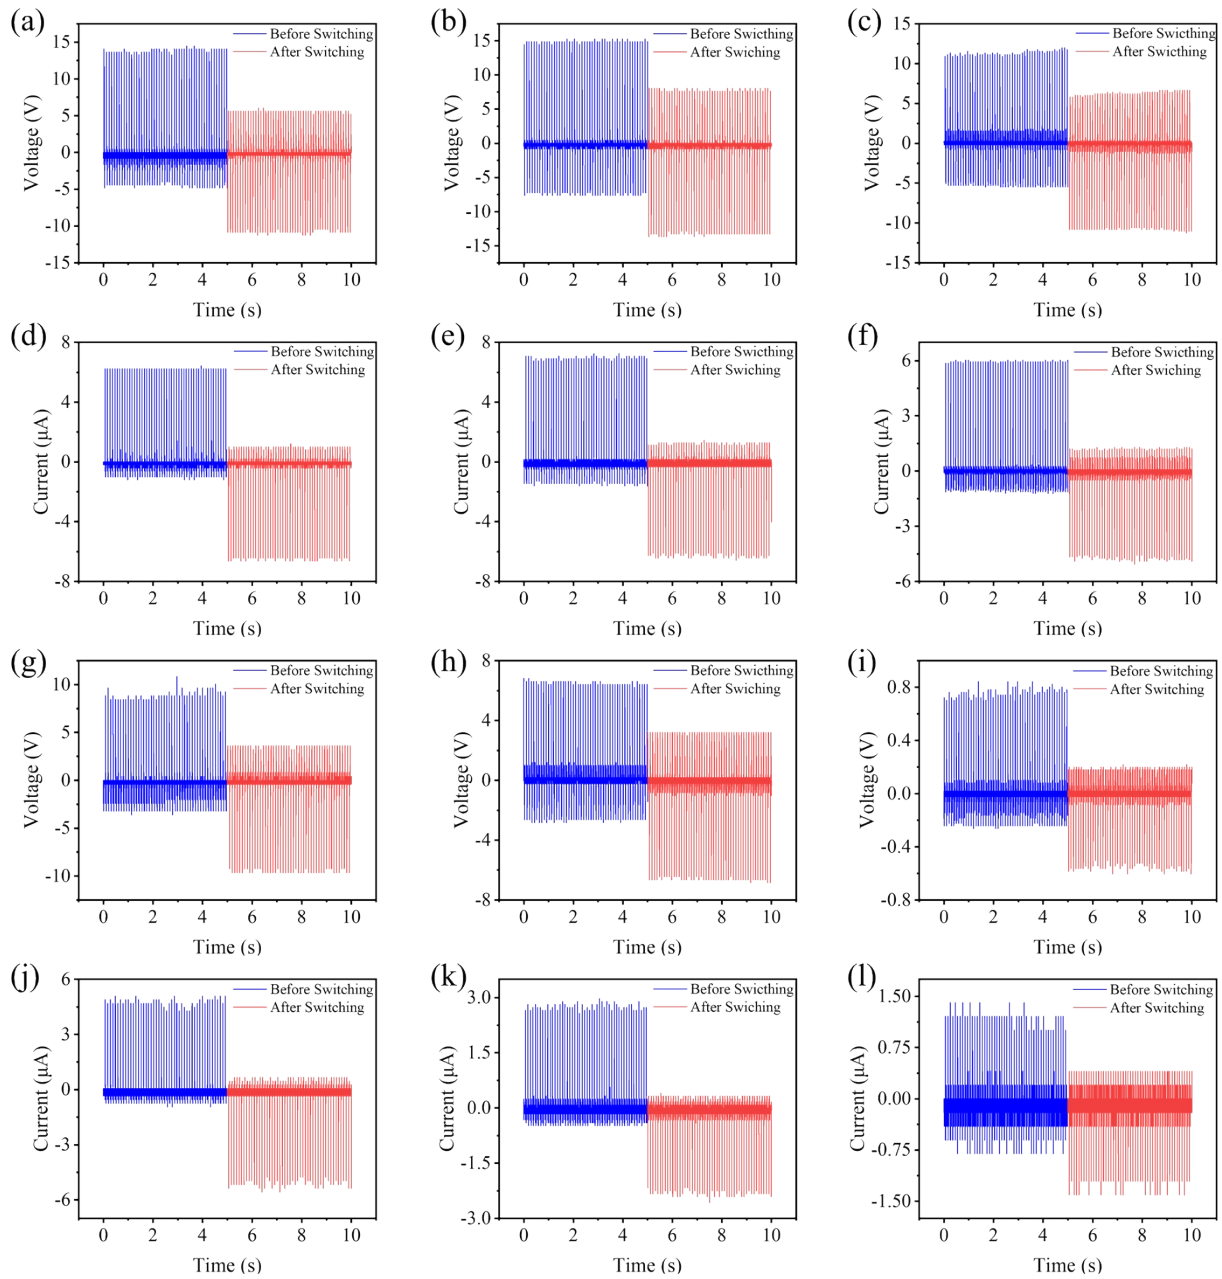 (a)
Before Switching
After Switching
Voltage (V)
15
10
5
0
-5
-10
-15
0 2 4 6 8 10
Time (s)
(b)
Before Swicthing
After Swiching
Voltage (V)
15
10
5
0
-5
-10
-15
0 2 4 6 8 10
Time (s)
(c)
Before Swicthing
After Swicthing
Voltage (V)
15
10
5
0
-5
-10
-15
0 2 4 6 8 10
Time (s)
(d)
Before Switching
After Switching
Current (μA)
8
4
0
-4
-8
0 2 4 6 8 10
Time (s)
(e)
Before Swicthing
After Swiching
Current (μA)
8
4
0
-4
-8
0 2 4 6 8 10
Time (s)
(f)
Before Swicthing
After Swiching
Current (μA)
6
3
0
-3
-6
0 2 4 6 8 10
Time (s)
(g)
Before Switching
After Switching
Voltage (V)
10
5
0
-5
-10
0 2 4 6 8 10
Time (s)
(h)
Before Swicthing
After Swiching
Voltage (V)
8
4
0
-4
-8
0 2 4 6 8 10
Time (s)
(i)
Before Switching
After Switching
Voltage (V)
0.8
0.4
0.0
-0.4
-0.8
0 2 4 6 8 10
Time (s)
(j)
Before Switching
After Switching
Current (μA)
6
3
0
-3
-6
0 2 4 6 8 10
Time (s)
(k)
Before Swicthing
After Swiching
Current (μA)
3.0
1.5
0.0
-1.5
-3.0
0 2 4 6 8 10
Time (s)
(l)
Before Switching
After Switching
Current (μA)
1.50
0.75
0.00
-0.75
-1.50
0 2 4 6 8 10
Time (s)